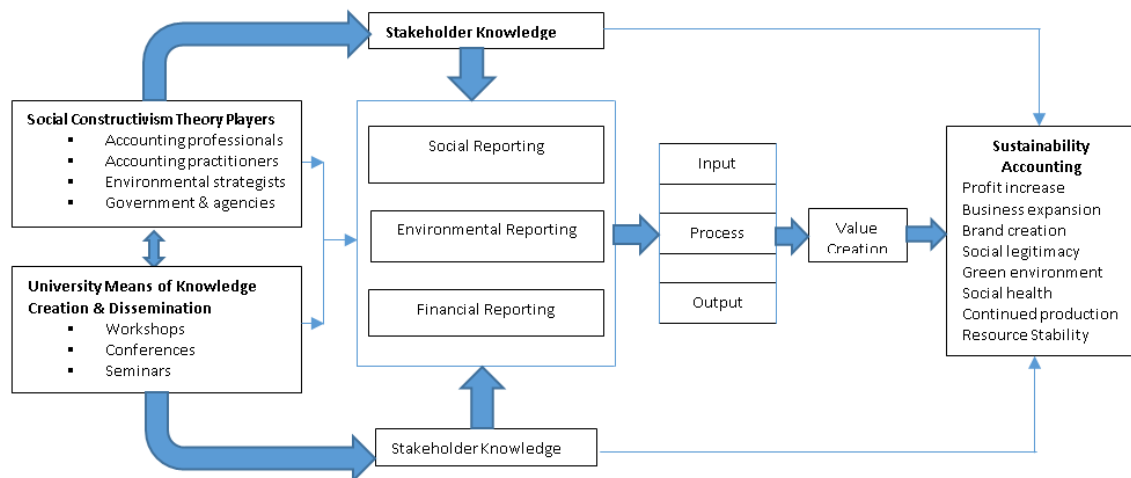 Stakeholder Knowledge
Social Constructivism Theory Players
▪ Accounting professionals
▪ Accounting practitioners
▪ Environmental strategists
▪ Government & agencies
University Means of Knowledge
Creation & Dissemination
▪ Workshops
▪ Conferences
▪ Seminars
Social Reporting
Environmental Reporting
Financial Reporting
Stakeholder Knowledge
Input
Process
Output
Value
Creation
Sustainability
Accounting
Profit increase
Business expansion
Brand creation
Social legitimacy
Green environment
Social health
Continued production
Resource Stability